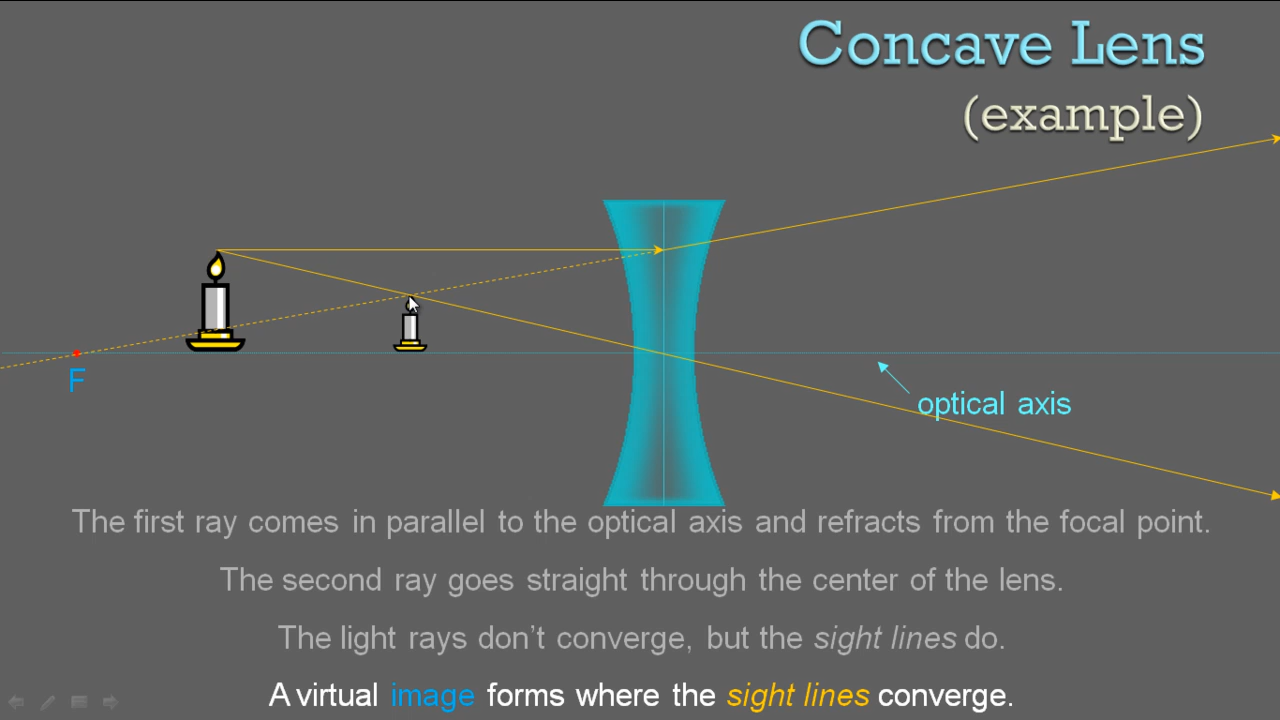 Concave Lens
(example)
F
optical axis
The first ray comes in parallel to the optical axis and refracts from the focal point.
The second ray goes straight through the center of the lens.
The light rays don’t converge, but the sight lines do.
A virtual image forms where the sight lines converge.